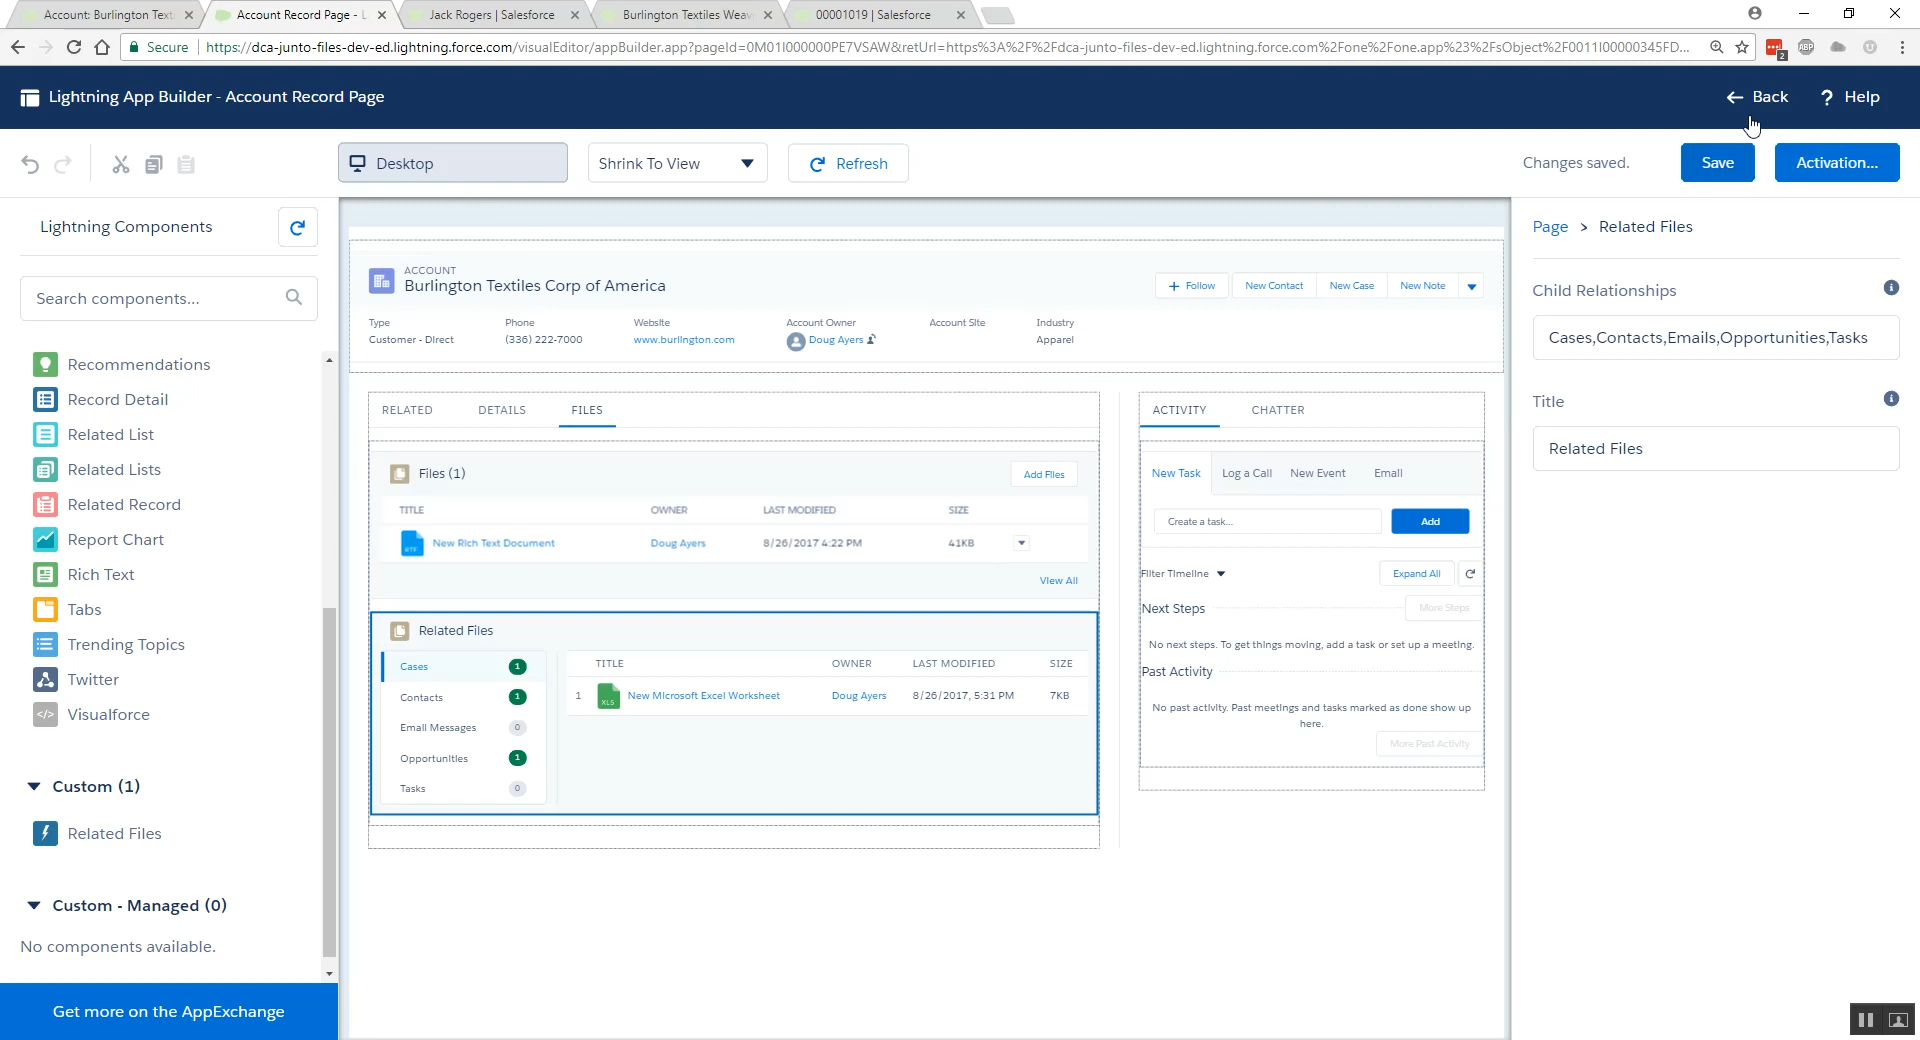 Account: Burlington Text
Account Record Page - L
Jack Rogers | Salesforce
Burlington Textiles Weav
00001019 | Salesforce
Secure
https://dca-junto-files-dev-ed.lightning.force.com/visualEditor/appBuilder.app?pageId=0M01I000000PE7VSAW&retUrl=https%3A%2F%2Fdca-junto-files-dev-ed.lightning.force.com%2Fone%2Fone.app%23%2FsObject%2F0011I00000345FD...
2
ABP
Lightning App Builder - Account Record Page
Back
? Help
Desktop
Shrink To View
Refresh
Changes saved.
Save
Activation...
Lightning Components
Search components...
Recommendations
Record Detail
Related List
Related Lists
Related Record
Report Chart
Rich Text
Tabs
Trending Topics
Twitter
Visualforce
Custom (1)
Related Files
Custom - Managed (0)
No components available.
Get more on the AppExchange
ACCOUNT
Burlington Textiles Corp of America
+ Follow
New Contact
New Case
New Note
Type
Customer - Direct
Phone
(336) 222-7000
Website
www.burlington.com
Account Owner
Doug Ayers
Account Site
Industry
Apparel
RELATED
DETAILS
FILES
Files (1)
Add Files
TITLE OWNER LAST MODIFIED SIZE
RTF
New Rich Text Document Doug Ayers 8/26/2017 4:22 PM 41KB
View All
Related Files
Cases 1
Contacts 1
Email Messages 0
Opportunities 1
Tasks 0
TITLE OWNER LAST MODIFIED SIZE
XLS
1 New Microsoft Excel Worksheet Doug Ayers 8/26/2017, 5:31 PM 7KB
ACTIVITY
CHATTER
New Task
Log a Call
New Event
Email
Create a task...
Add
Filter Timeline
Expand All
Next Steps
More Steps
No next steps. To get things moving, add a task or set up a meeting.
Past Activity
No past activity. Past meetings and tasks marked as done show up
here.
More Past Activity
Page > Related Files
Child Relationships
Cases,Contacts,Emails,Opportunities,Tasks
Title
Related Files